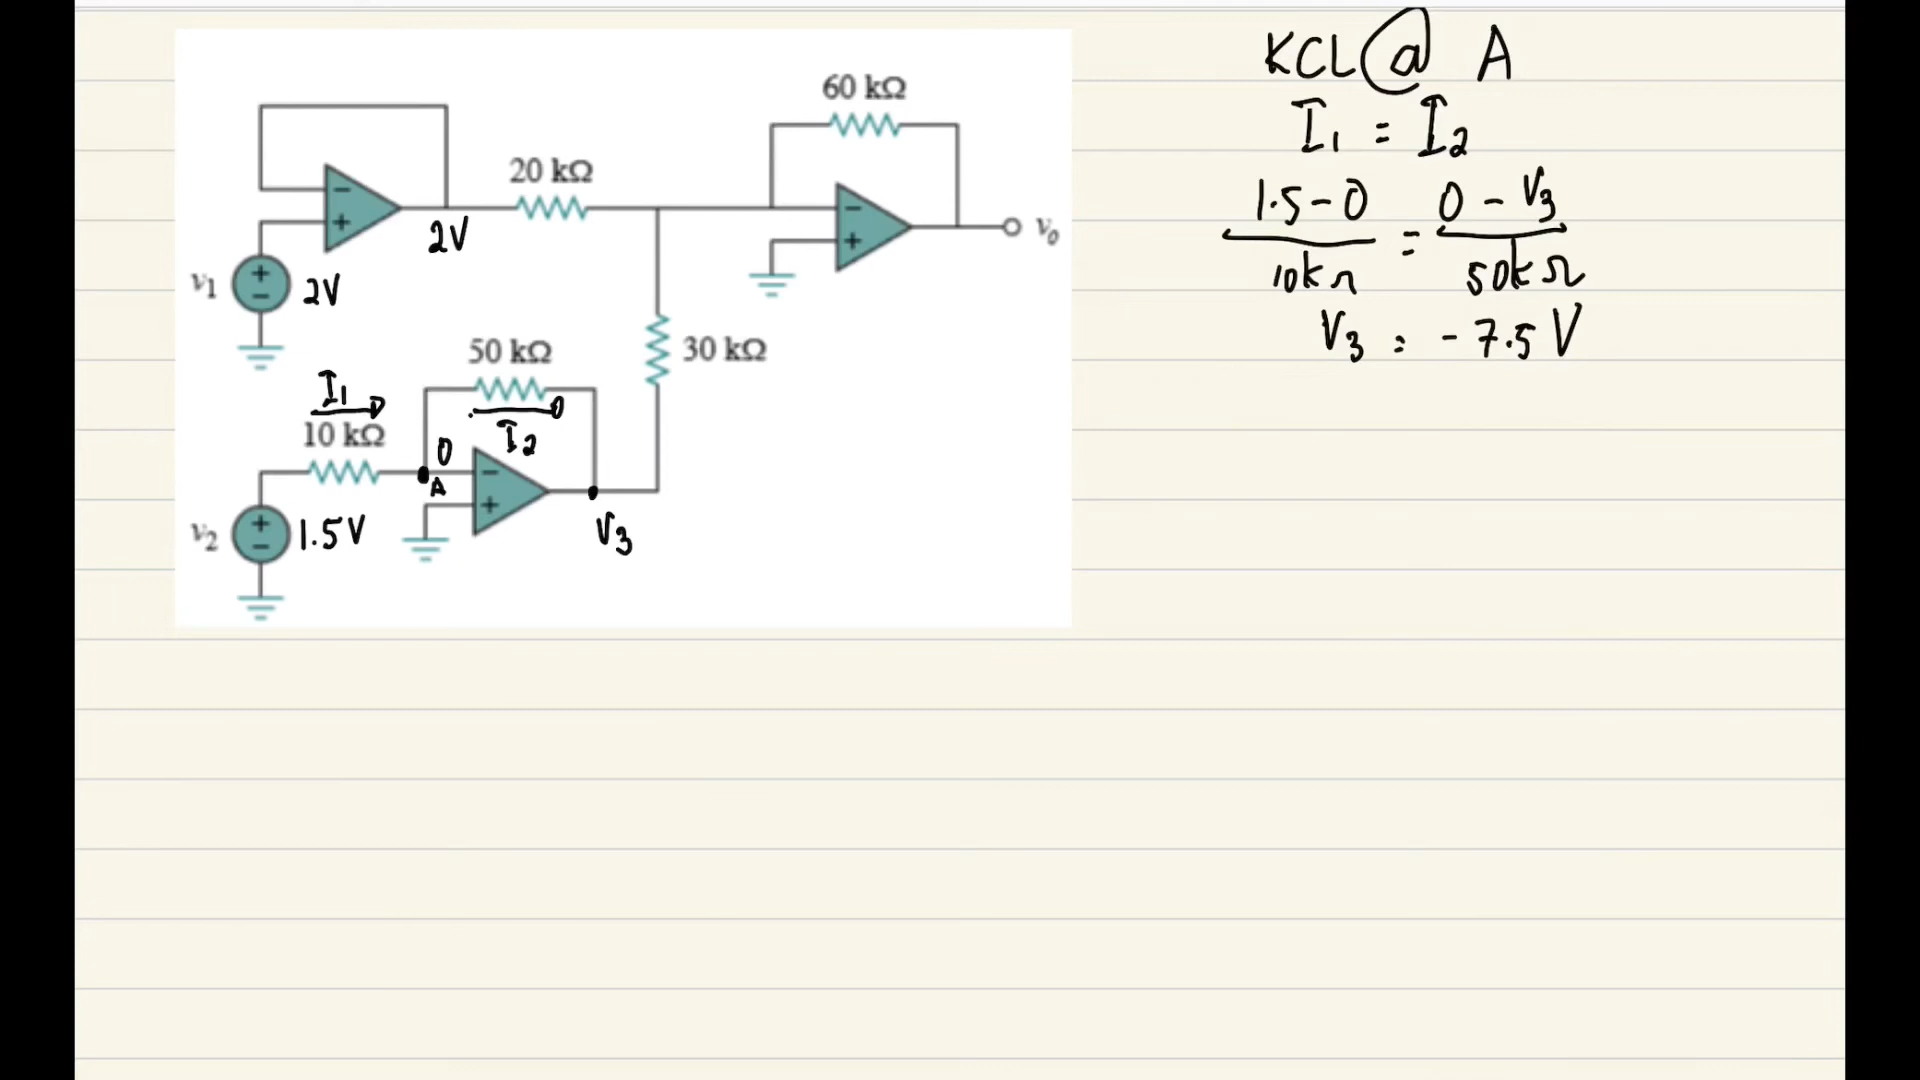 KCL @ A
I₁ = I₂
1.5 - 0 / 10kΩ = 0 - V₃ / 50kΩ
V₃ = -7.5 V
60 kΩ
20 kΩ
2V
v₀
v₁
2V
50 kΩ
30 kΩ
I₁
10 kΩ
I₂
0
A
v₂
1.5V
V₃